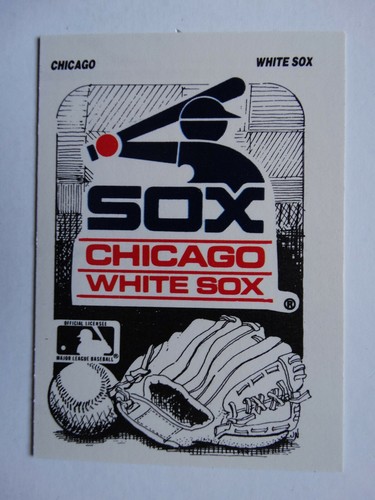 CHICAGO WHITE SOX
SOX
CHICAGO
WHITE SOX
®
OFFICIAL LICENSEE
MAJOR LEAGUE BASEBALL ®